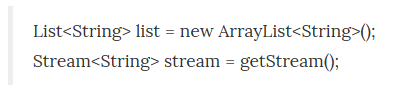 List<String> list = new ArrayList<String>();
Stream<String> stream = getStream();